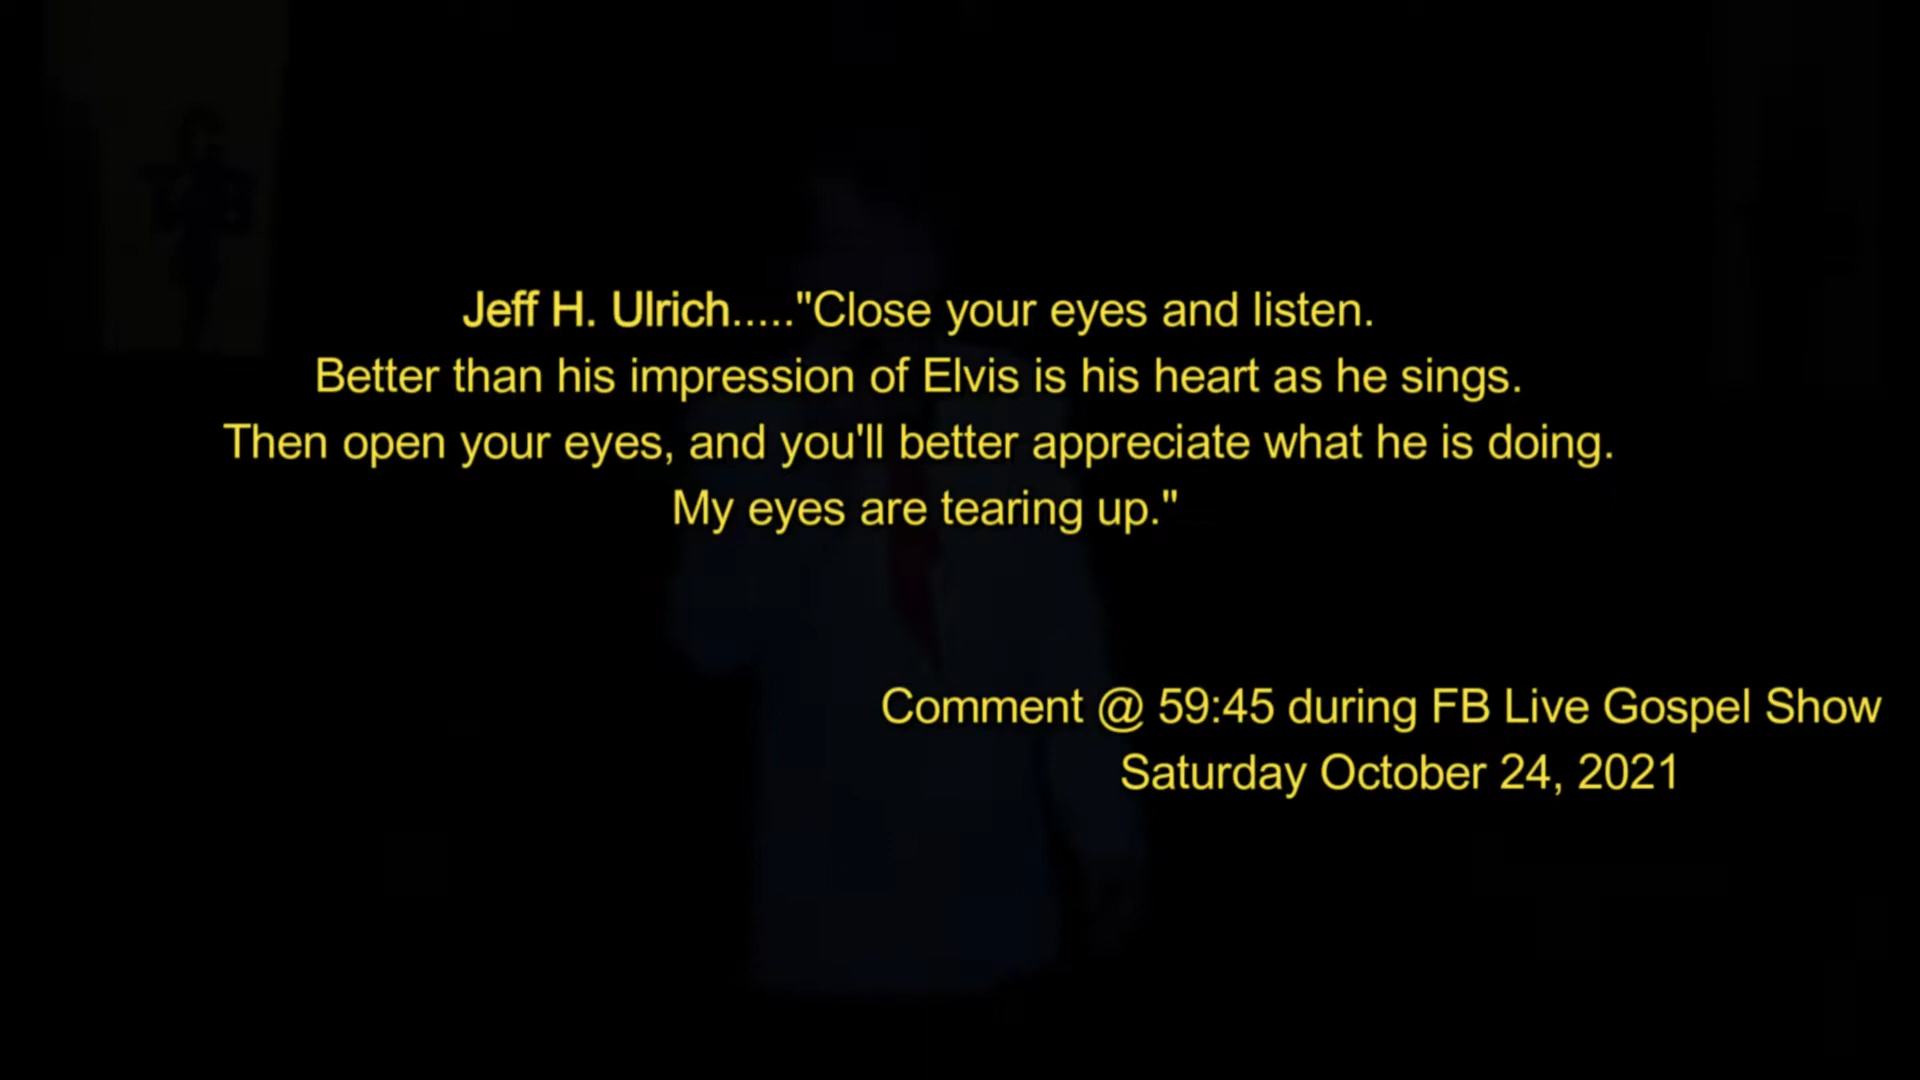 Jeff H. Ulrich....."Close your eyes and listen.
Better than his impression of Elvis is his heart as he sings.
Then open your eyes, and you'll better appreciate what he is doing.
My eyes are tearing up."
Comment @ 59:45 during FB Live Gospel Show
Saturday October 24, 2021